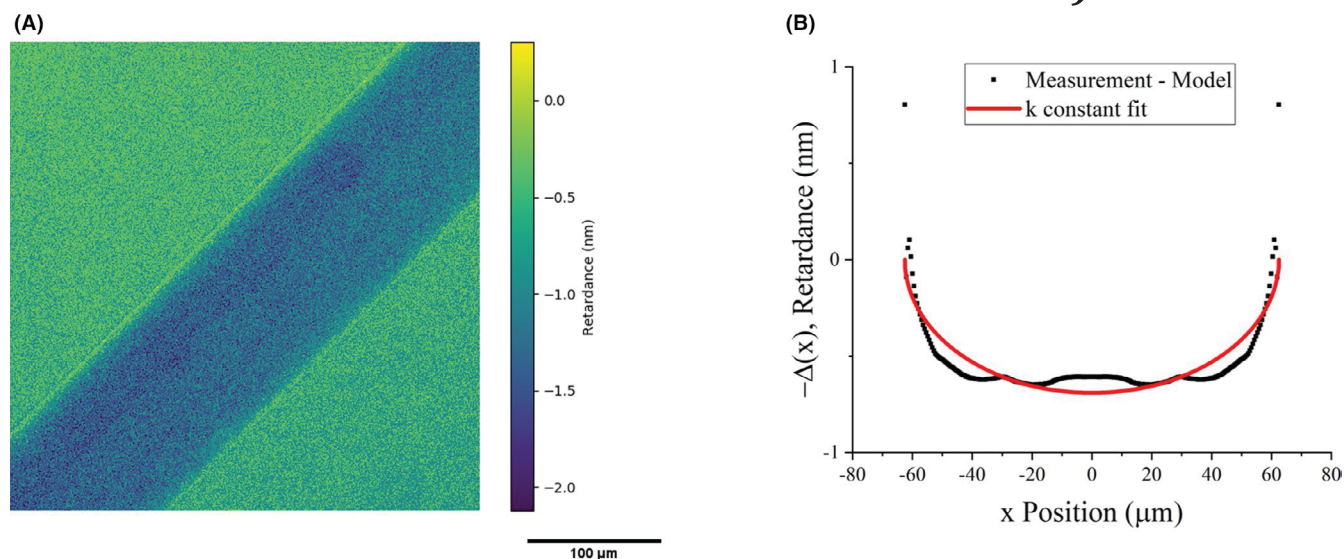 (A)
0.0
−0.5
−1.0
−1.5
−2.0
Retardance (nm)
100 µm
(B)
Measurement - Model
k constant fit
1
0
-1
−Δ(x), Retardance (nm)
-80 -60 -40 -20 0 20 40 60 80
x Position (µm)